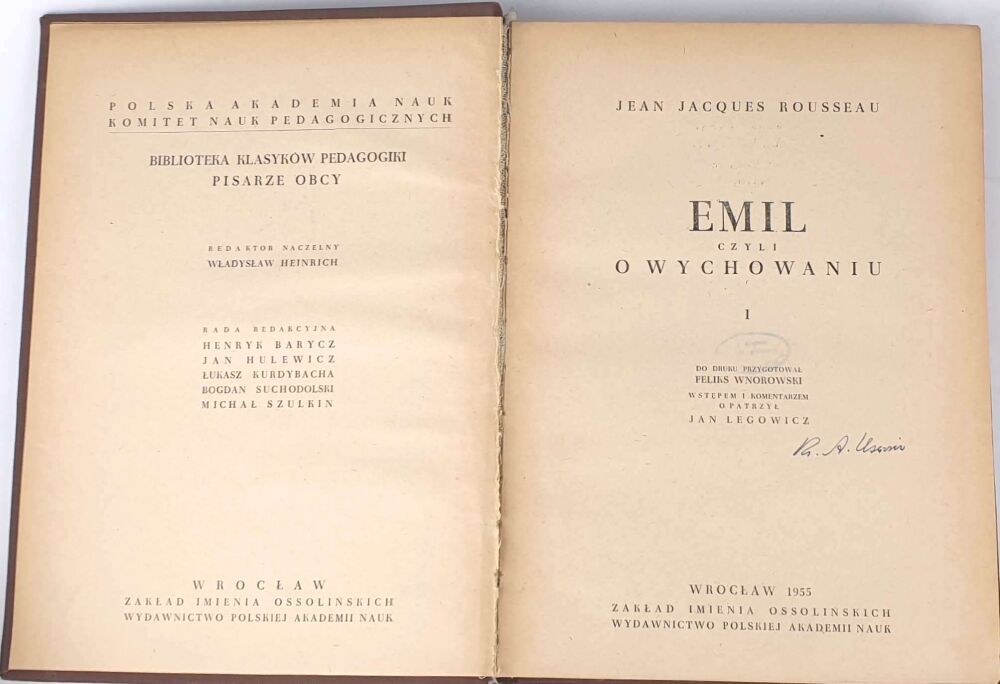 POLSKA AKADEMIA NAUK
KOMITET NAUK PEDAGOGICZNYCH
BIBLIOTEKA KLASYKÓW PEDAGOGIKI
PISARZE OBCY
REDAKTOR NACZELNY
WŁADYSŁAW HEINRICH
RADA REDAKCYJNA
HENRYK BARYCZ
JAN HULEWICZ
ŁUKASZ KURDYBACHA
BOGDAN SUCHODOLSKI
MICHAŁ SZULKIN
WROCŁAW
ZAKŁAD IMIENIA OSSOLIŃSKICH
WYDAWNICTWO POLSKIEJ AKADEMII NAUK
JEAN JACQUES ROUSSEAU
EMIL
CZYLI
O WYCHOWANIU
I
DO DRUKU PRZYGOTOWAŁ
FELIKS WNOROWSKI
WSTĘPEM I KOMENTARZEM
OPATRZYŁ
JAN LEGOWICZ
WROCŁAW 1955
ZAKŁAD IMIENIA OSSOLIŃSKICH
WYDAWNICTWO POLSKIEJ AKADEMII NAUK